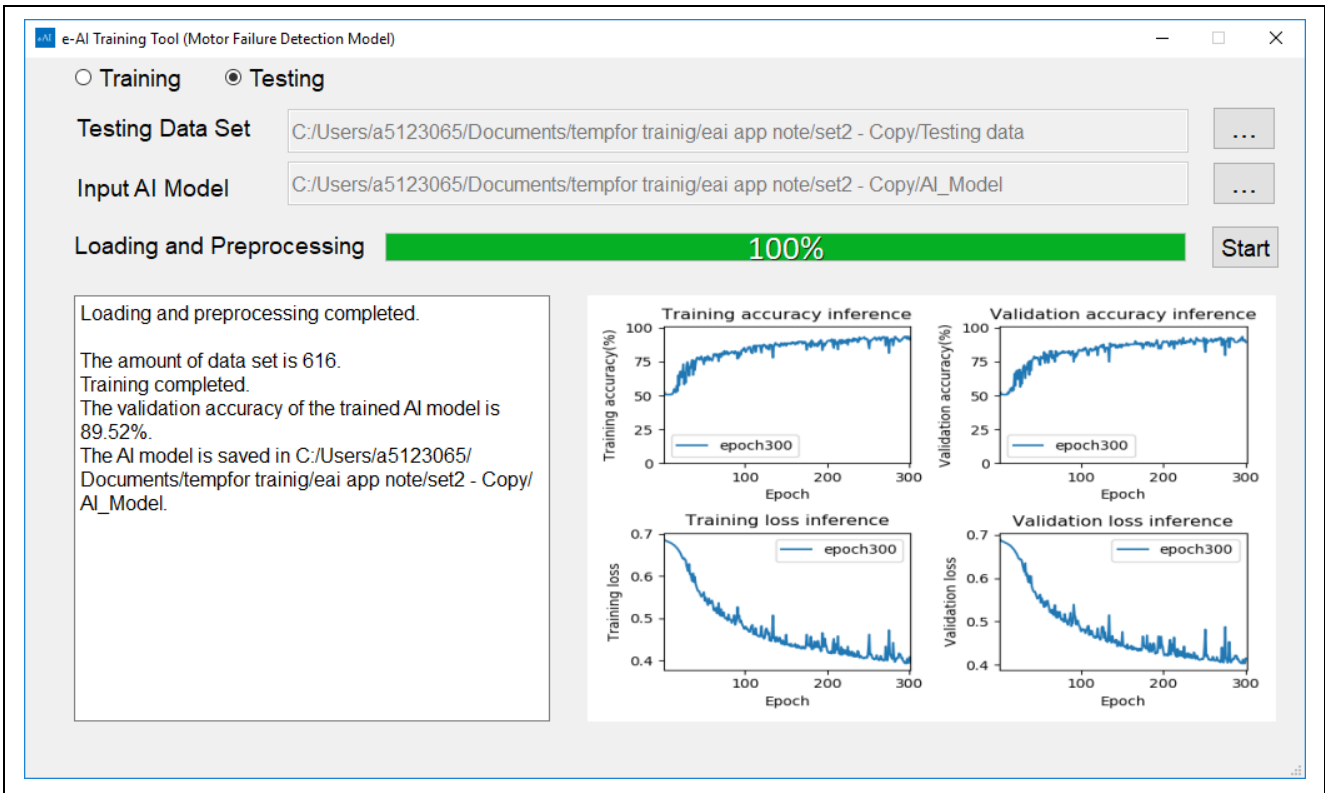 e-AI e-AI Training Tool (Motor Failure Detection Model)
Training Testing
Testing Data Set C:/Users/a5123065/Documents/tempfor trainig/eai app note/set2 - Copy/Testing data ...
Input AI Model C:/Users/a5123065/Documents/tempfor trainig/eai app note/set2 - Copy/AI_Model ...
Loading and Preprocessing 100% Start
Loading and preprocessing completed.
The amount of data set is 616.
Training completed.
The validation accuracy of the trained AI model is
89.52%.
The AI model is saved in C:/Users/a5123065/
Documents/tempfor trainig/eai app note/set2 - Copy/
AI_Model.
Training accuracy inference
Training accuracy(%)
100
75
50
25
0
epoch300
100 200 300
Epoch
Validation accuracy inference
Validation accuracy(%)
100
75
50
25
0
epoch300
100 200 300
Epoch
Training loss inference
Training loss
0.7
0.6
0.5
0.4
epoch300
100 200 300
Epoch
Validation loss inference
Validation loss
0.7
0.6
0.5
0.4
epoch300
100 200 300
Epoch